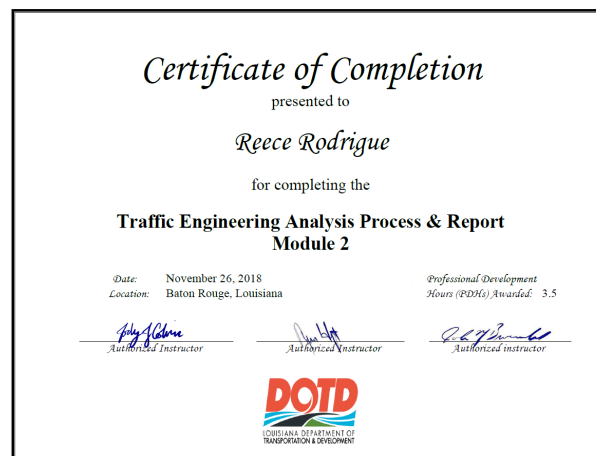 Certificate of Completion
presented to
Reece Rodrigue
for completing the
Traffic Engineering Analysis Process & Report
Module 2
Date: November 26, 2018
Location: Baton Rouge, Louisiana
Professional Development
Hours (PDHs) Awarded: 3.5
Authorized Instructor
Authorized Instructor
Authorized instructor
DOTD
LOUISIANA DEPARTMENT OF
TRANSPORTATION & DEVELOPMENT